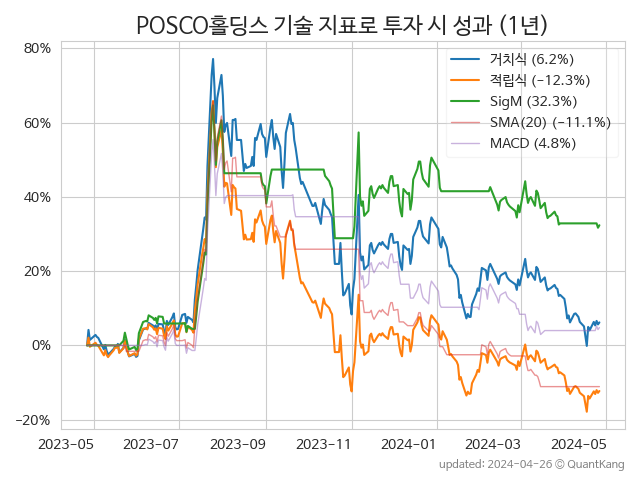 POSCO홀딩스 기술 지표로 투자 시 성과 (1년)
80%
60%
40%
20%
0%
−20%
거치식 (6.2%)
적립식 (−12.3%)
SigM (32.3%)
SMA(20) (−11.1%)
MACD (4.8%)
2023-05 2023-07 2023-09 2023-11 2024-01 2024-03 2024-05
updated: 2024-04-26 © QuantKang